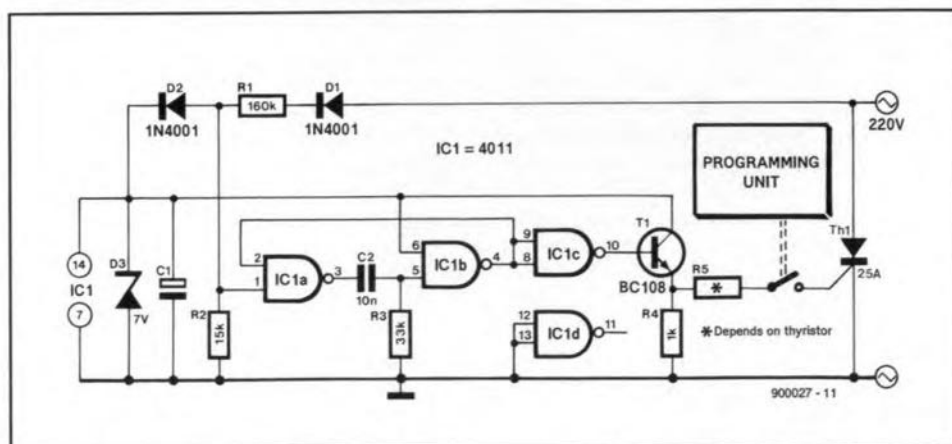 D2
R1
D1
160k
1N4001
1N4001
220V
IC1 = 4011
PROGRAMMING
UNIT
T1
Th1
14
IC1
7
D3
7V
C1
2
1
IC1a
3
C2
10n
6
5
IC1b
4
9
8
IC1c
10
BC108
R5
*
25A
R2
15k
R3
33k
12
13
IC1d
11
R4
1k
* Depends on thyristor
900027 - 11